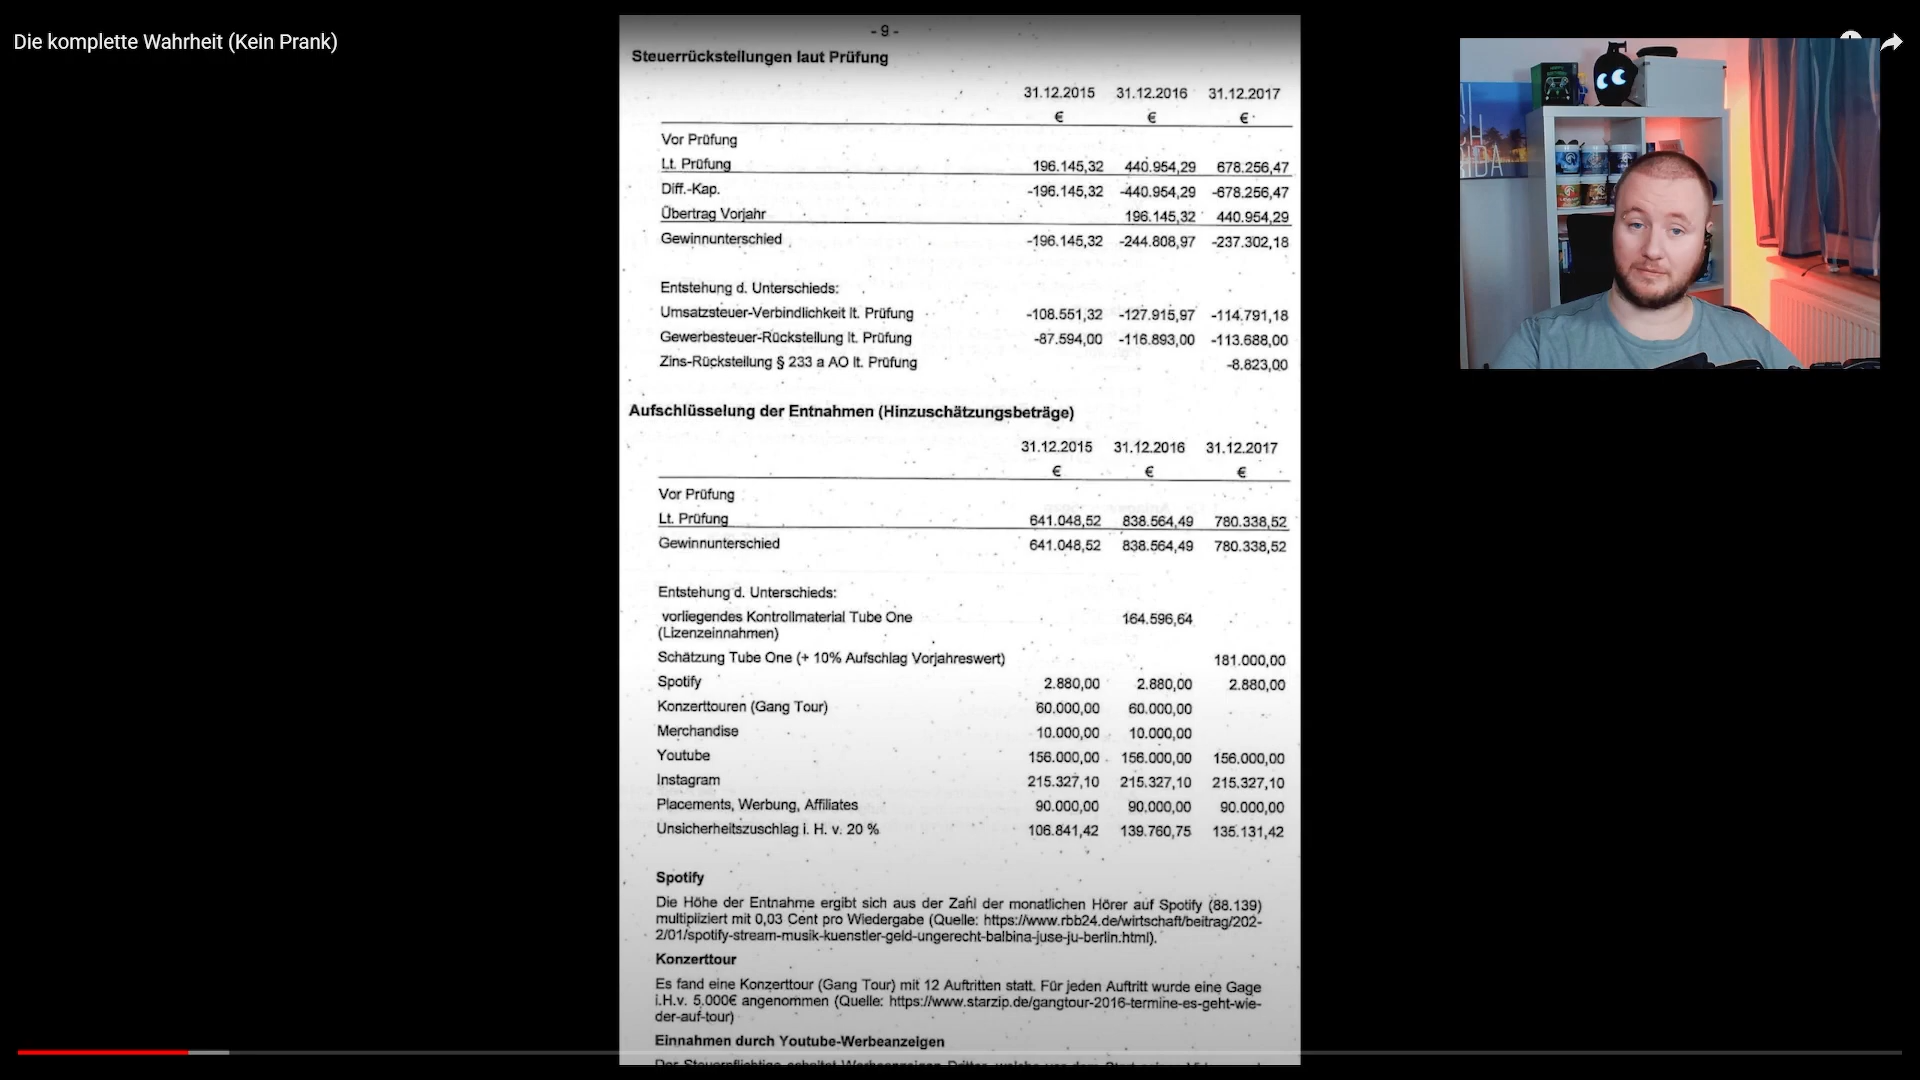 Die komplette Wahrheit (Kein Prank)
- 9 -
Steuerrückstellungen laut Prüfung
31.12.2015 31.12.2016 31.12.2017
€ € €
Vor Prüfung
Lt. Prüfung 196.145,32 440.954,29 678.256,47
Diff.-Kap. -196.145,32 -440.954,29 -678.256,47
Übertrag Vorjahr 196.145,32 440.954,29
Gewinnunterschied -196.145,32 -244.808,97 -237.302,18
Entstehung d. Unterschieds:
Umsatzsteuer-Verbindlichkeit lt. Prüfung -108.551,32 -127.915,97 -114.791,18
Gewerbesteuer-Rückstellung lt. Prüfung -87.594,00 -116.893,00 -113.688,00
Zins-Rückstellung § 233 a AO lt. Prüfung -8.823,00
Aufschlüsselung der Entnahmen (Hinzuschätzungsbeträge)
31.12.2015 31.12.2016 31.12.2017
€ € €
Vor Prüfung
Lt. Prüfung 641.048,52 838.564,49 780.338,52
Gewinnunterschied 641.048,52 838.564,49 780.338,52
Entstehung d. Unterschieds:
vorliegendes Kontrollmaterial Tube One 164.596,64
(Lizenzeinnahmen)
Schätzung Tube One (+ 10% Aufschlag Vorjahreswert) 181.000,00
Spotify 2.880,00 2.880,00 2.880,00
Konzerttouren (Gang Tour) 60.000,00 60.000,00
Merchandise 10.000,00 10.000,00
Youtube 156.000,00 156.000,00 156.000,00
Instagram 215.327,10 215.327,10 215.327,10
Placements, Werbung, Affiliates 90.000,00 90.000,00 90.000,00
Unsicherheitszuschlag i. H. v. 20 % 106.841,42 139.760,75 135.131,42
Spotify
Die Höhe der Entnahme ergibt sich aus der Zahl der monatlichen Hörer auf Spotify (88.139)
multipliziert mit 0,03 Cent pro Wiedergabe (Quelle: https://www.rbb24.de/wirtschaft/beitrag/202-
2/01/spotify-stream-musik-kuenstler-geld-ungerecht-balbina-juse-ju-berlin.html).
Konzerttour
Es fand eine Konzerttour (Gang Tour) mit 12 Auftritten statt. Für jeden Auftritt wurde eine Gage
i.H.v. 5.000€ angenommen (Quelle: https://www.starzip.de/gangtour-2016-termine-es-geht-wie-
der-auf-tour)
Einnahmen durch Youtube-Werbeanzeigen